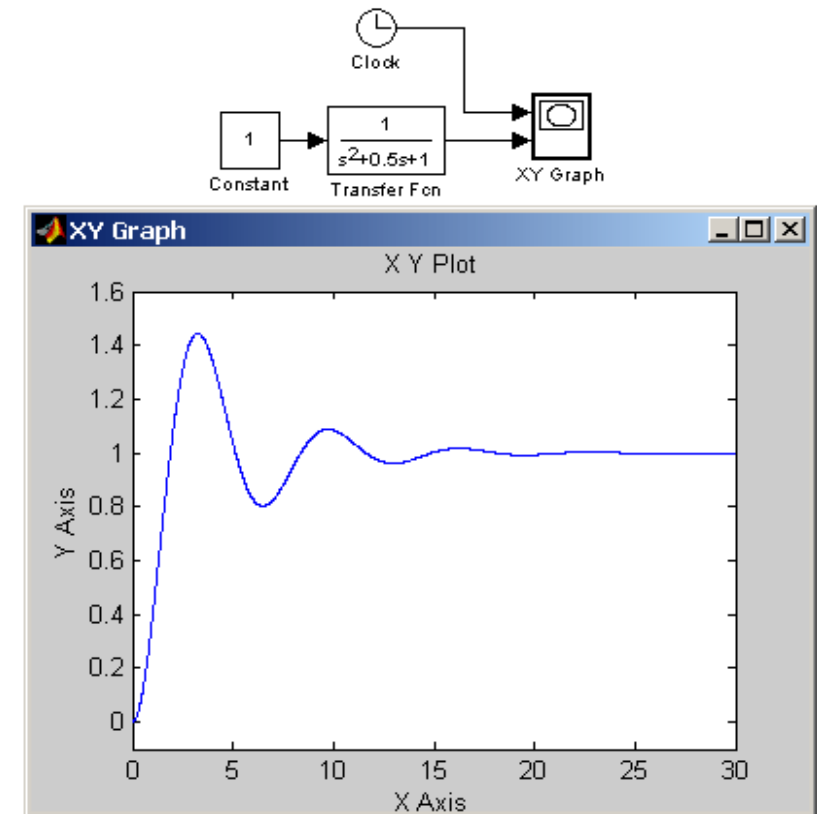 Clock
1
1
s²+0.5s+1
Constant
Transfer Fcn
XY Graph
XY Graph
X Y Plot
1.6
1.4
1.2
1
0.8
0.6
0.4
0.2
0
Y Axis
0 5 10 15 20 25 30
X Axis